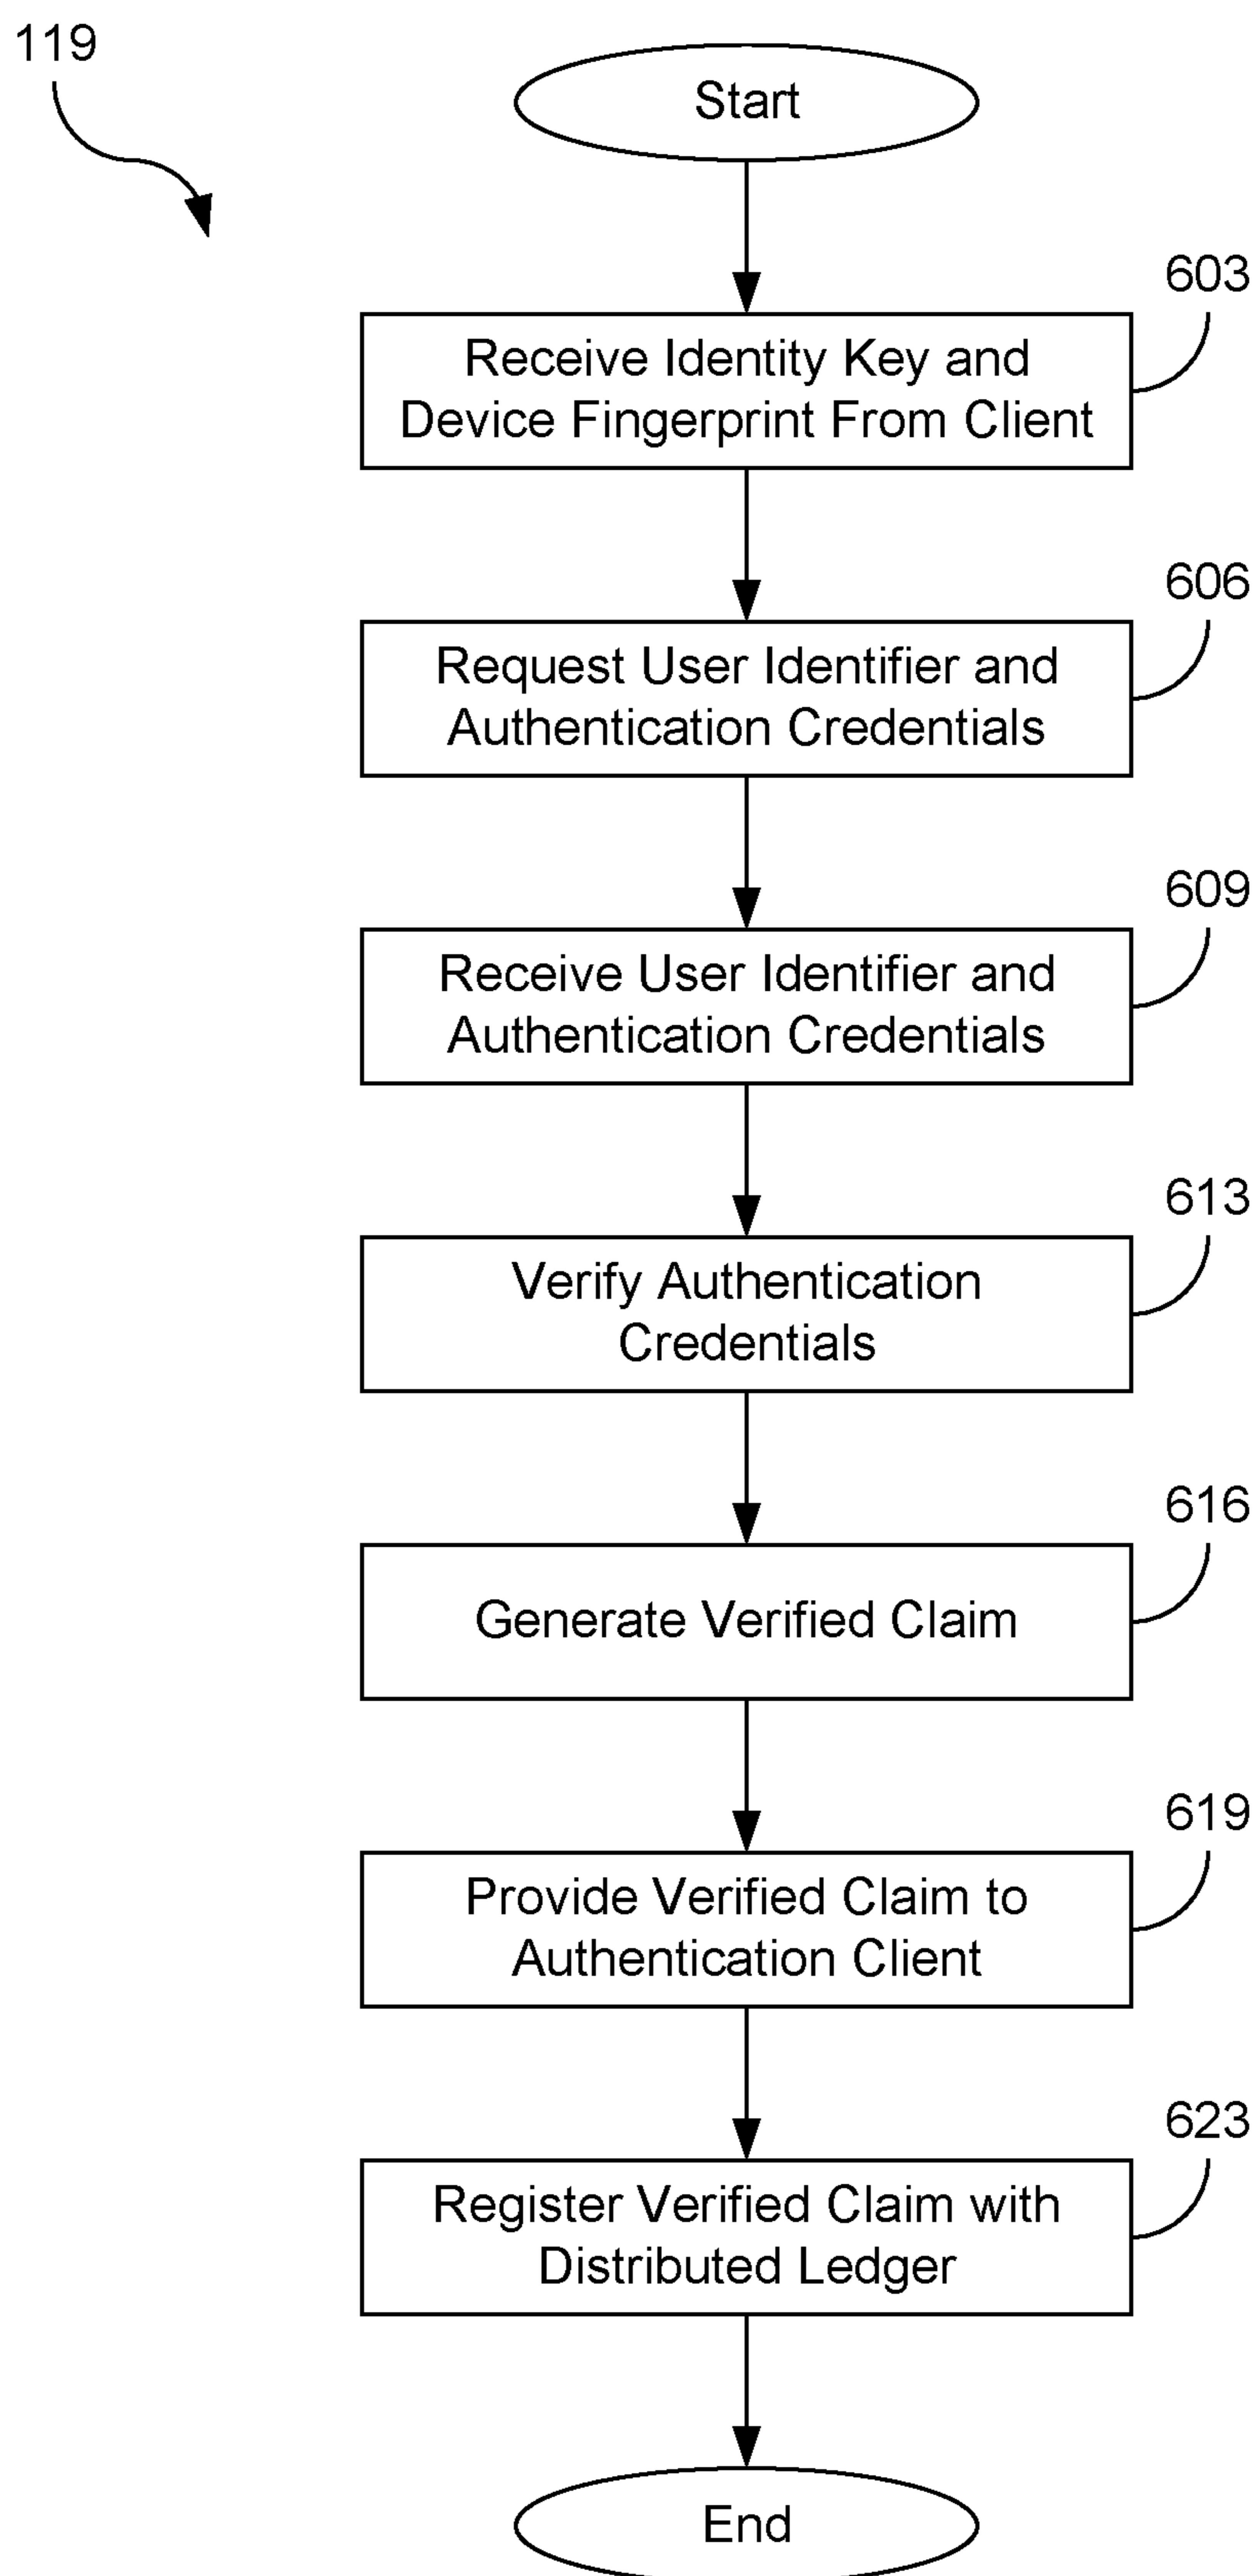 119
Start
603
Receive Identity Key and
Device Fingerprint From Client
606
Request User Identifier and
Authentication Credentials
609
Receive User Identifier and
Authentication Credentials
613
Verify Authentication
Credentials
616
Generate Verified Claim
619
Provide Verified Claim to
Authentication Client
623
Register Verified Claim with
Distributed Ledger
End